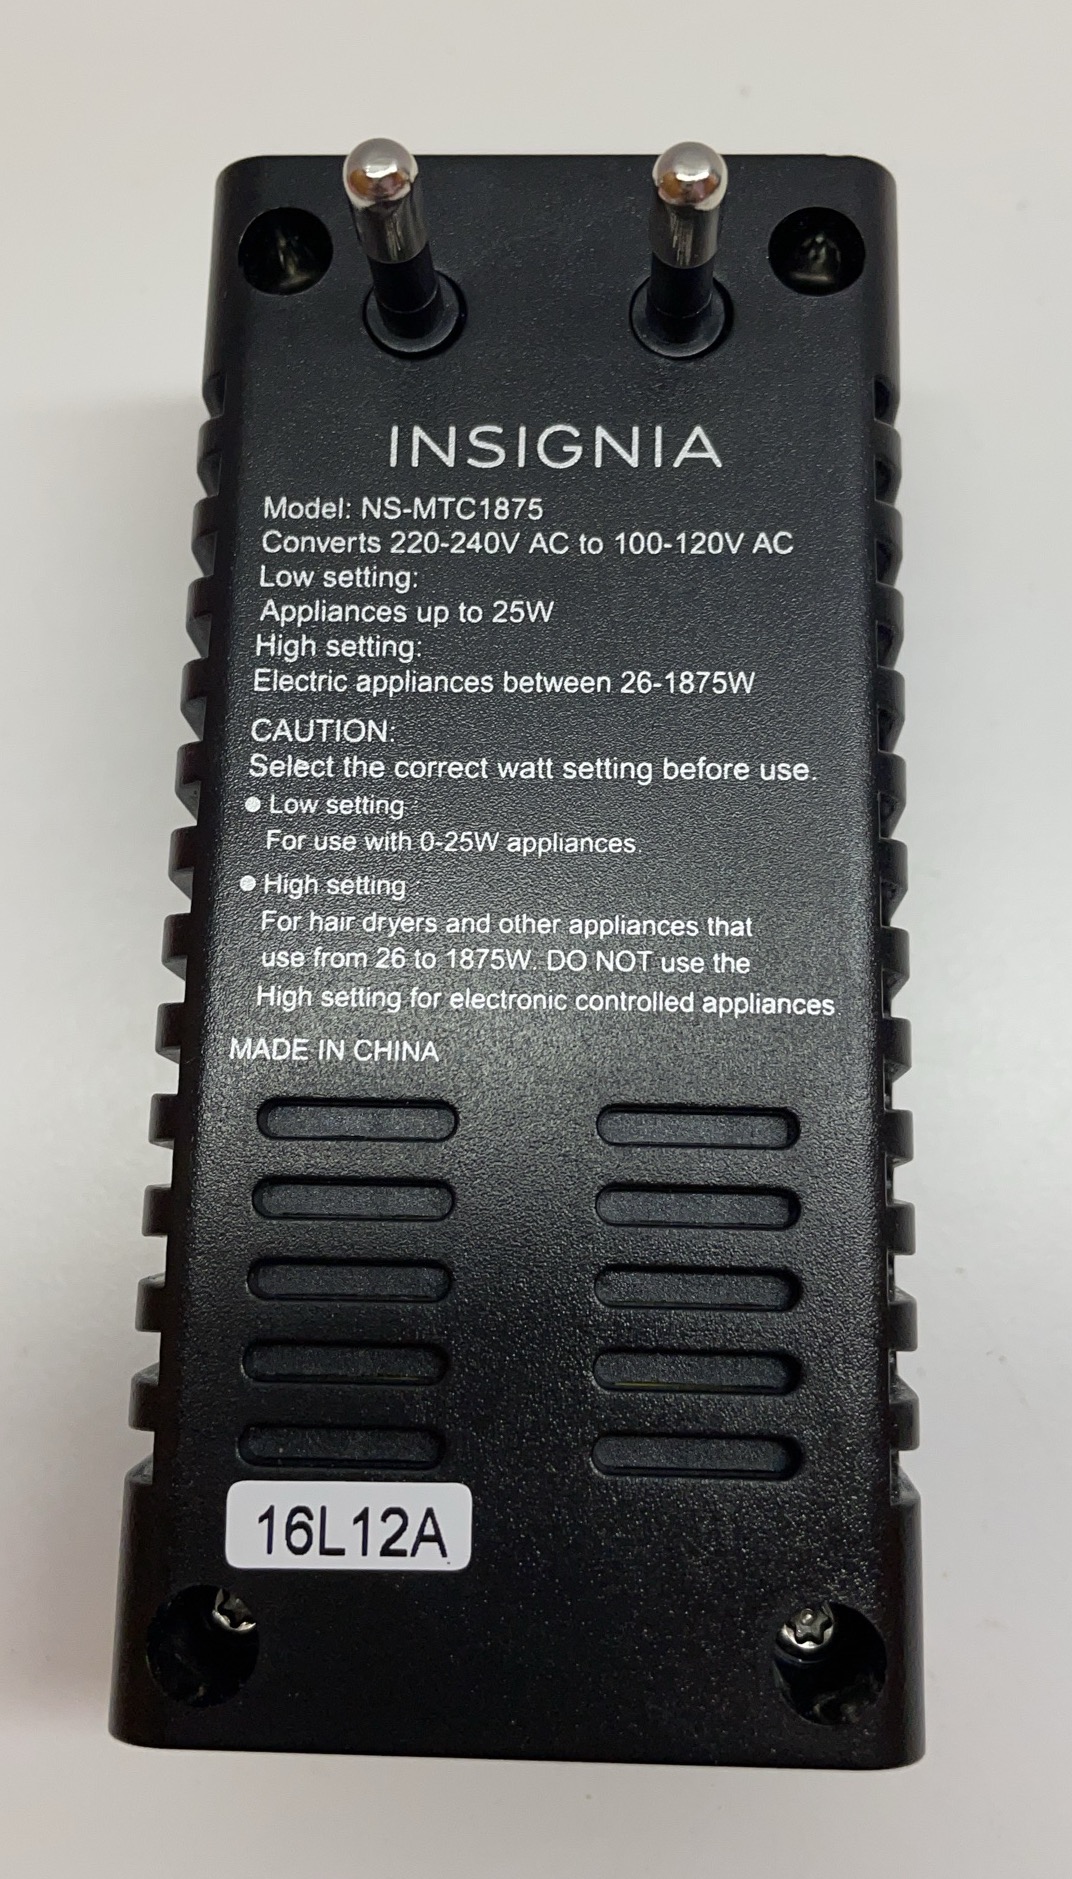 INSIGNIA
Model: NS-MTC1875
Converts 220-240V AC to 100-120V AC
Low setting:
Appliances up to 25W
High setting:
Electric appliances between 26-1875W
CAUTION:
Select the correct watt setting before use.
● Low setting :
For use with 0-25W appliances.
● High setting :
For hair dryers and other appliances that
use from 26 to 1875W. DO NOT use the
High setting for electronic controlled appliances.
MADE IN CHINA
16L12A